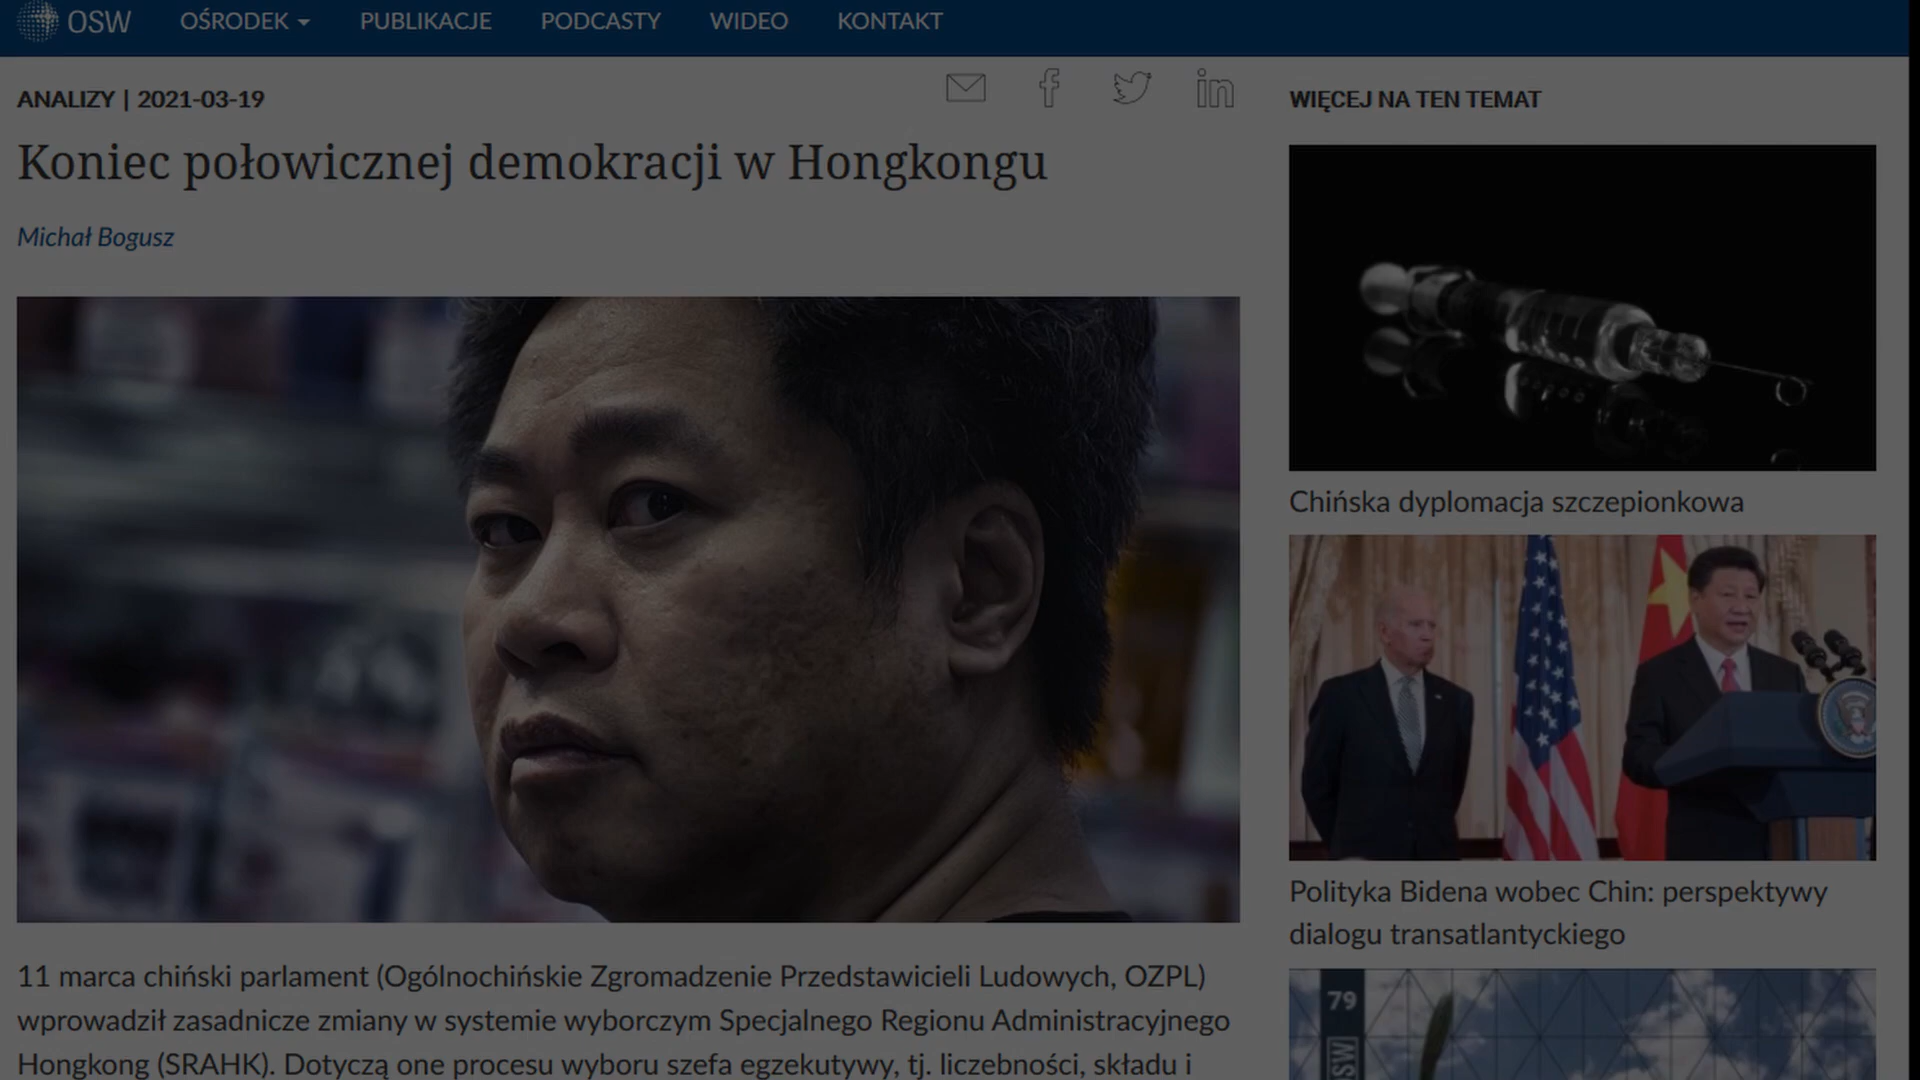 OSW
OŚRODEK
PUBLIKACJE
PODCASTY
WIDEO
KONTAKT
ANALIZY | 2021-03-19
Koniec połowicznej demokracji w Hongkongu
Michał Bogusz
11 marca chiński parlament (Ogólnochińskie Zgromadzenie Przedstawicieli Ludowych, OZPL)
wprowadził zasadnicze zmiany w systemie wyborczym Specjalnego Regionu Administracyjnego
Hongkong (SRAHK). Dotyczą one procesu wyboru szefa egzekutywy, tj. liczebności, składu i
WIĘCEJ NA TEN TEMAT
Chińska dyplomacja szczepionkowa
Polityka Bidena wobec Chin: perspektywy
dialogu transatlantyckiego
79
OSW